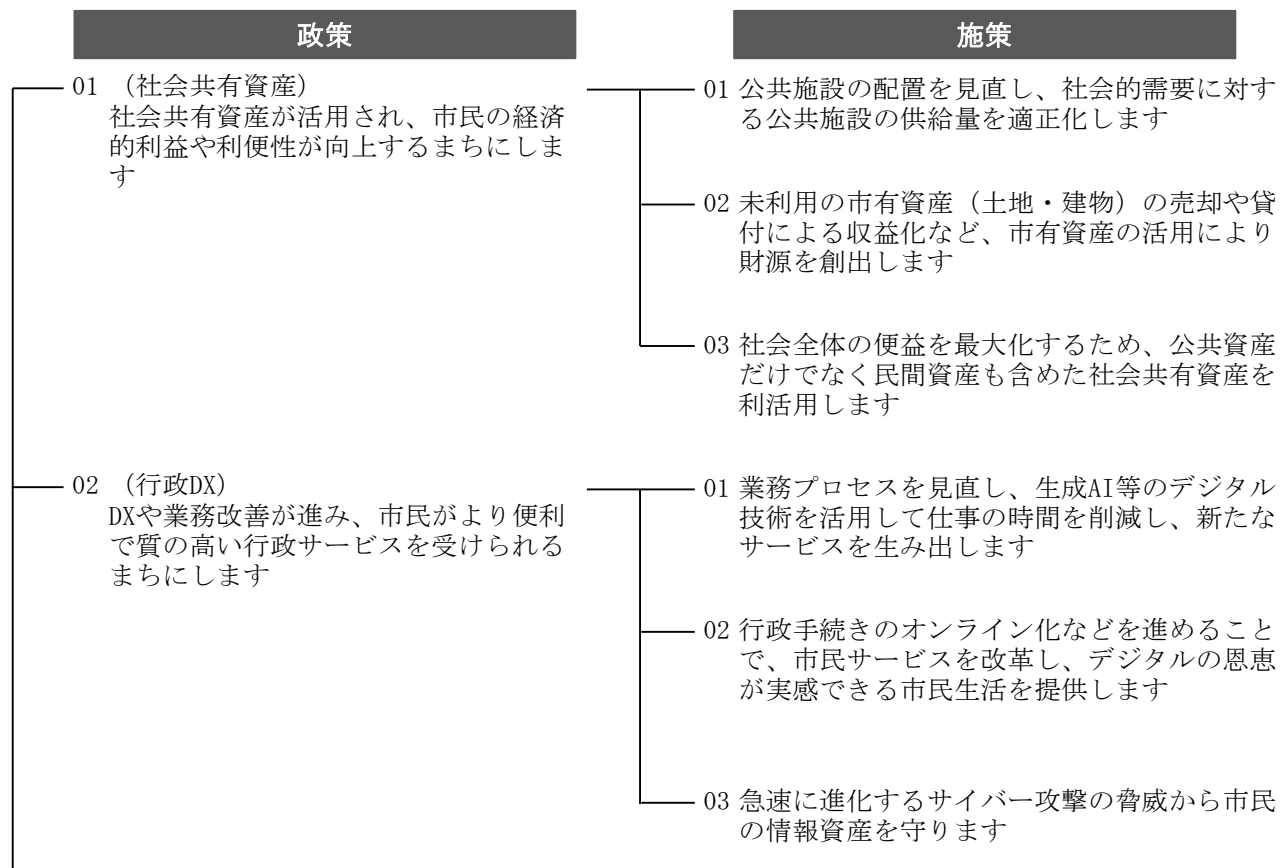 政策
施策
01 （社会共有資産）
社会共有資産が活用され、市民の経済
的利益や利便性が向上するまちにしま
す
01 公共施設の配置を見直し、社会的需要に対す
る公共施設の供給量を適正化します
02 未利用の市有資産（土地・建物）の売却や貸
付による収益化など、市有資産の活用により
財源を創出します
03 社会全体の便益を最大化するため、公共資産
だけでなく民間資産も含めた社会共有資産を
利活用します
02 （行政DX）
DXや業務改善が進み、市民がより便利
で質の高い行政サービスを受けられる
まちにします
01 業務プロセスを見直し、生成AI等のデジタル
技術を活用して仕事の時間を削減し、新たな
サービスを生み出します
02 行政手続きのオンライン化などを進めること
で、市民サービスを改革し、デジタルの恩恵
が実感できる市民生活を提供します
03 急速に進化するサイバー攻撃の脅威から市民
の情報資産を守ります